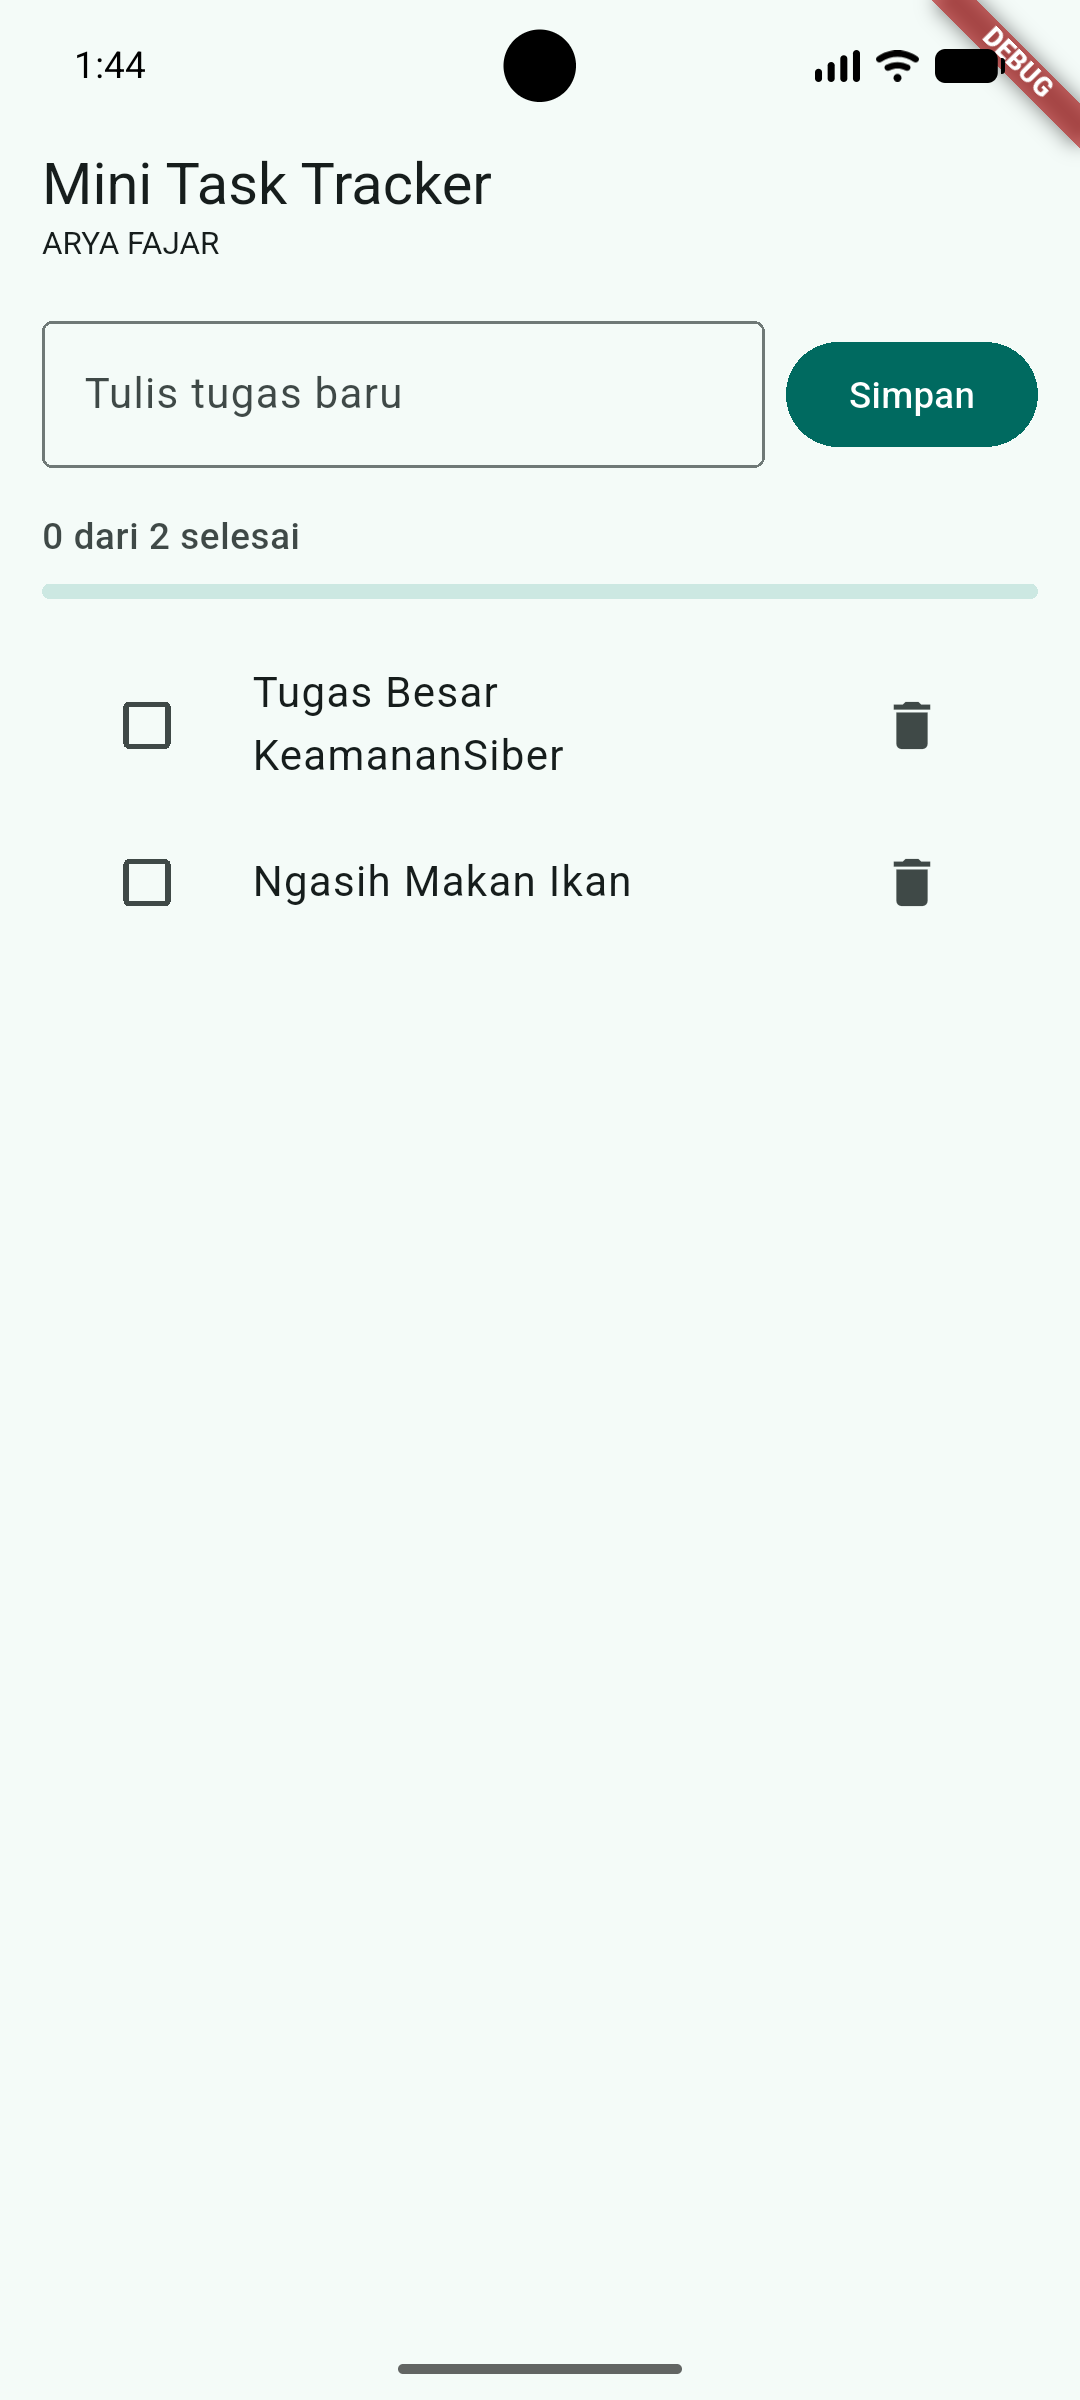 1:44
DEBUG
Mini Task Tracker
ARYA FAJAR
Tulis tugas baru
Simpan
0 dari 2 selesai
Tugas Besar
KeamananSiber
Ngasih Makan Ikan